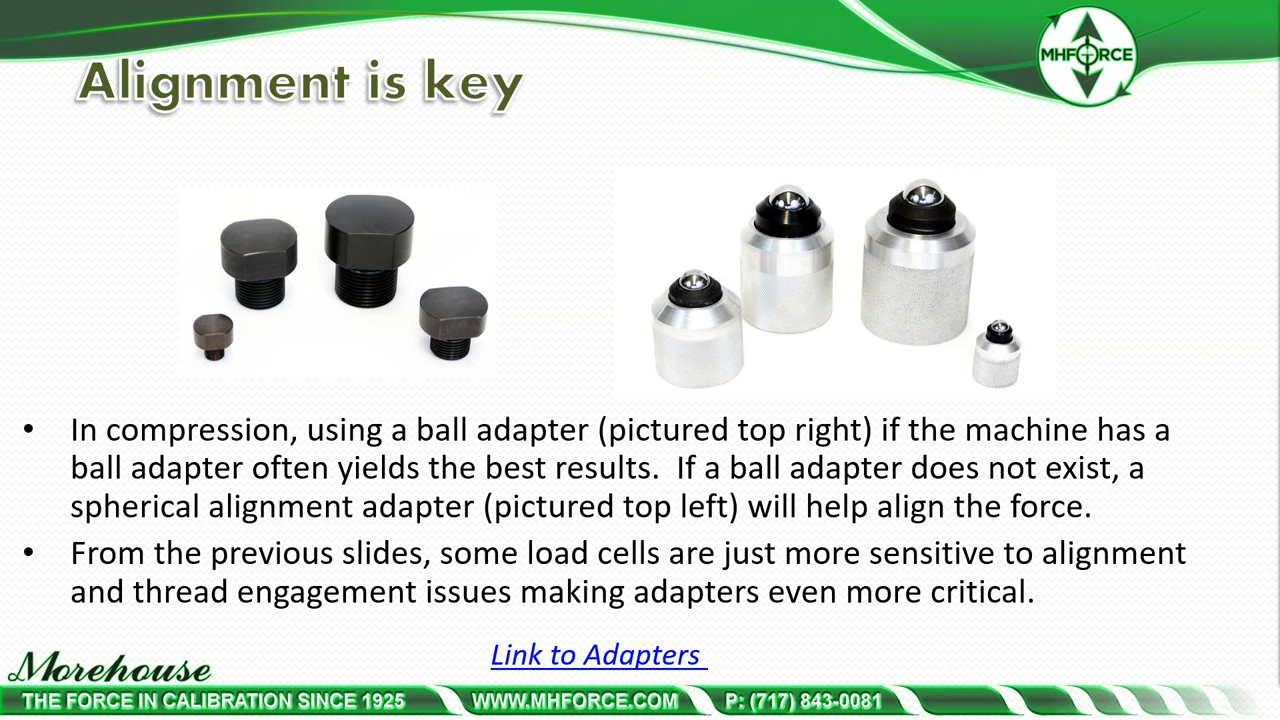 MHFORCE
Alignment is key
• In compression, using a ball adapter (pictured top right) if the machine has a
ball adapter often yields the best results.  If a ball adapter does not exist, a
spherical alignment adapter (pictured top left) will help align the force.
• From the previous slides, some load cells are just more sensitive to alignment
and thread engagement issues making adapters even more critical.
Link to Adapters
Morehouse
THE FORCE IN CALIBRATION SINCE 1925 WWW.MHFORCE.COM P: (717) 843-0081